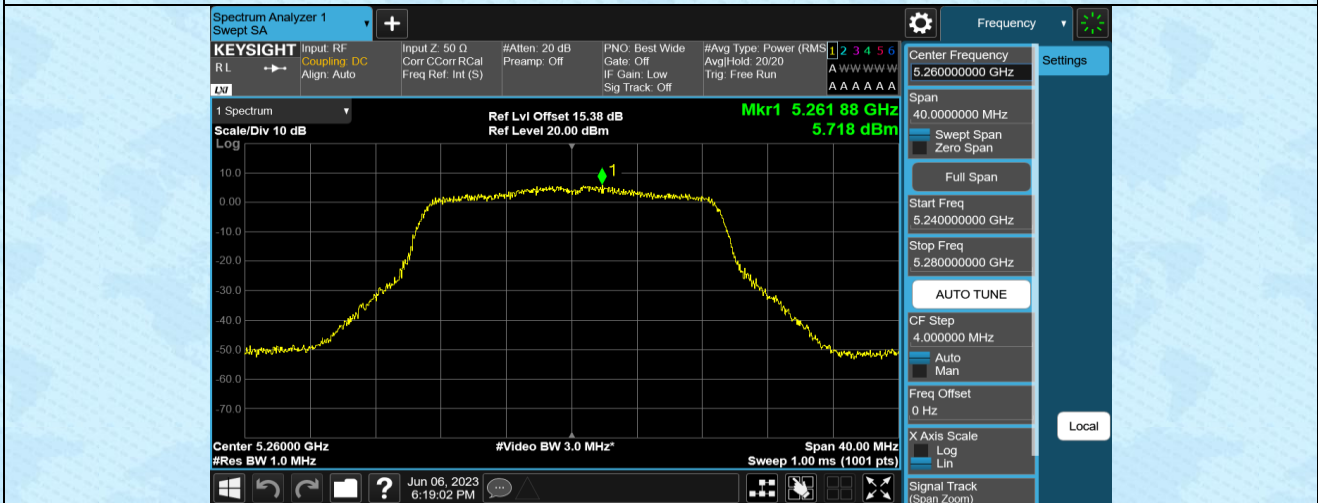 Spectrum Analyzer 1
Swept SA
+
Frequency
KEYSIGHT
RL
LXI
Input: RF
Coupling: DC
Align: Auto
Input Z: 50 Ω
Corr CCorr RCal
Freq Ref: Int (S)
#Atten: 20 dB
Preamp: Off
PNO: Best Wide
Gate: Off
IF Gain: Low
Sig Track: Off
#Avg Type: Power (RMS
Avg|Hold: 20/20
Trig: Free Run
1 2 3 4 5 6
A W W W W W
A A A A A A
1 Spectrum
Scale/Div 10 dB
Log
Ref Lvl Offset 15.38 dB
Ref Level 20.00 dBm
Mkr1 5.261 88 GHz
5.718 dBm
1
10.0
0.00
-10.0
-20.0
-30.0
-40.0
-50.0
-60.0
-70.0
Center 5.26000 GHz
#Res BW 1.0 MHz
#Video BW 3.0 MHz*
Span 40.00 MHz
Sweep 1.00 ms (1001 pts)
?
Jun 06, 2023
6:19:02 PM
Center Frequency
5.260000000 GHz
Span
40.0000000 MHz
Swept Span
Zero Span
Full Span
Start Freq
5.240000000 GHz
Stop Freq
5.280000000 GHz
AUTO TUNE
CF Step
4.000000 MHz
Auto
Man
Freq Offset
0 Hz
X Axis Scale
Log
Lin
Signal Track
(Span Zoom)
Settings
Local